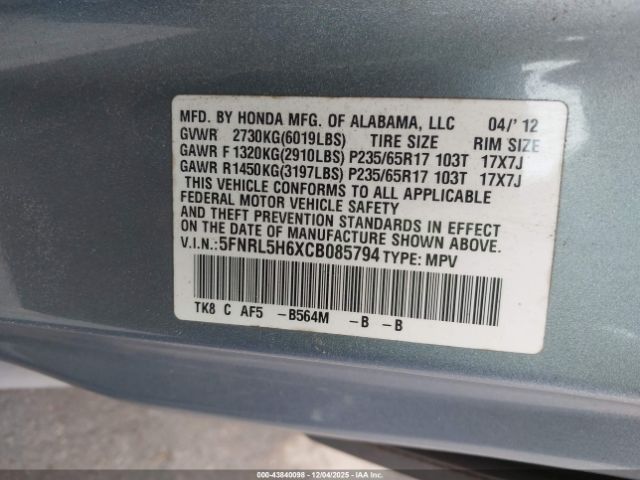 MFD. BY HONDA MFG. OF ALABAMA, LLC 04/'12
GVWR 2730KG(6019LBS) TIRE SIZE RIM SIZE
GAWR F 1320KG(2910LBS) P235/65R17 103T 17X7J
GAWR R1450KG(3197LBS) P235/65R17 103T 17X7J
THIS VEHICLE CONFORMS TO ALL APPLICABLE
FEDERAL MOTOR VEHICLE SAFETY
AND THEFT PREVENTION STANDARDS IN EFFECT
ON THE DATE OF MANUFACTURE SHOWN ABOVE.
V.I.N.: 5FNRL5H6XCB085794 TYPE: MPV
TK8 C AF5 -B564M -B -B
000-43840098 - 12/04/2025 - IAAI.COM